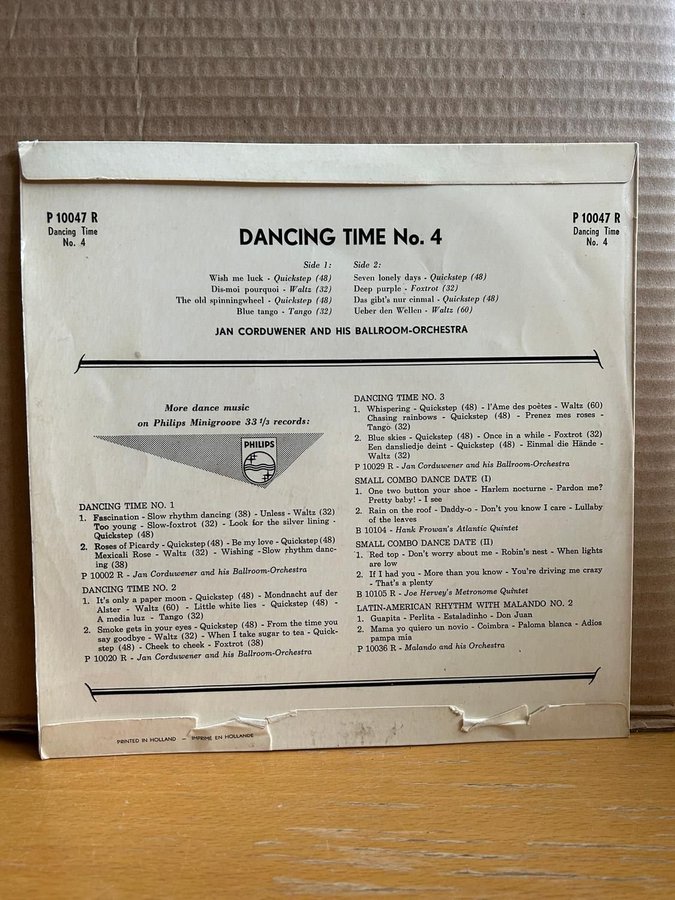 P 10047 R
Dancing Time
No. 4
DANCING TIME No. 4
P 10047 R
Dancing Time
No. 4
Side 1:
Wish me luck - Quickstep (48)
Dis-moi pourquoi - Waltz (32)
The old spinningwheel - Quickstep (48)
Blue tango - Tango (32)
Side 2:
Seven lonely days - Quickstep (48)
Deep purple - Foxtrot (32)
Das gibt's nur einmal - Quickstep (48)
Ueber den Wellen - Waltz (60)
JAN CORDUWENER AND HIS BALLROOM-ORCHESTRA
More dance music
on Philips Minigroove 33 1/3 records:
PHILIPS
DANCING TIME NO. 1
1. Fascination - Slow rhythm dancing (38) - Unless - Waltz (32)
Too young - Slow-foxtrot (32) - Look for the silver lining -
Quickstep (48)
2. Roses of Picardy - Quickstep (48) - Be my love - Quickstep (48)
Mexicali Rose - Waltz (32) - Wishing - Slow rhythm danc-
ing (38)
P 10002 R - Jan Corduwener and his Ballroom-Orchestra
DANCING TIME NO. 2
1. It's only a paper moon - Quickstep (48) - Mondnacht auf der
Alster - Waltz (60) - Little white lies - Quickstep (48) -
A media luz - Tango (32)
2. Smoke gets in your eyes - Quickstep (48) - From the time you
say goodbye - Waltz (32) - When I take sugar to tea - Quick-
step (48) - Cheek to cheek - Foxtrot (38)
P 10020 R - Jan Corduwener and his Ballroom-Orchestra
DANCING TIME NO. 3
1. Whispering - Quickstep (48) - l'Ame des poètes - Waltz (60)
Chasing rainbows - Quickstep (48) - Prenez mes roses -
Tango (32)
2. Blue skies - Quickstep (48) - Once in a while - Foxtrot (32)
Een dansliedje deint - Quickstep (48) - Einmal die Hände -
Waltz (32)
P 10029 R - Jan Corduwener and his Ballroom-Orchestra
SMALL COMBO DANCE DATE (I)
1. One two button your shoe - Harlem nocturne - Pardon me?
Pretty baby! - I see
2. Rain on the roof - Daddy-o - Don't you know I care - Lullaby
of the leaves
B 10104 - Hank Frowan's Atlantic Quintet
SMALL COMBO DANCE DATE (II)
1. Red top - Don't worry about me - Robin's nest - When lights
are low
2. If I had you - More than you know - You're driving me crazy
- That's a plenty
B 10105 R - Joe Hervey's Metronome Quintet
LATIN-AMERICAN RHYTHM WITH MALANDO NO. 2
1. Guapita - Perlita - Estaladinho - Don Juan
2. Mama yo quiero un novio - Coimbra - Paloma blanca - Adios
pampa mia
P 10036 R - Malando and his Orchestra
PRINTED IN HOLLAND — IMPRIMÉ EN HOLLANDE